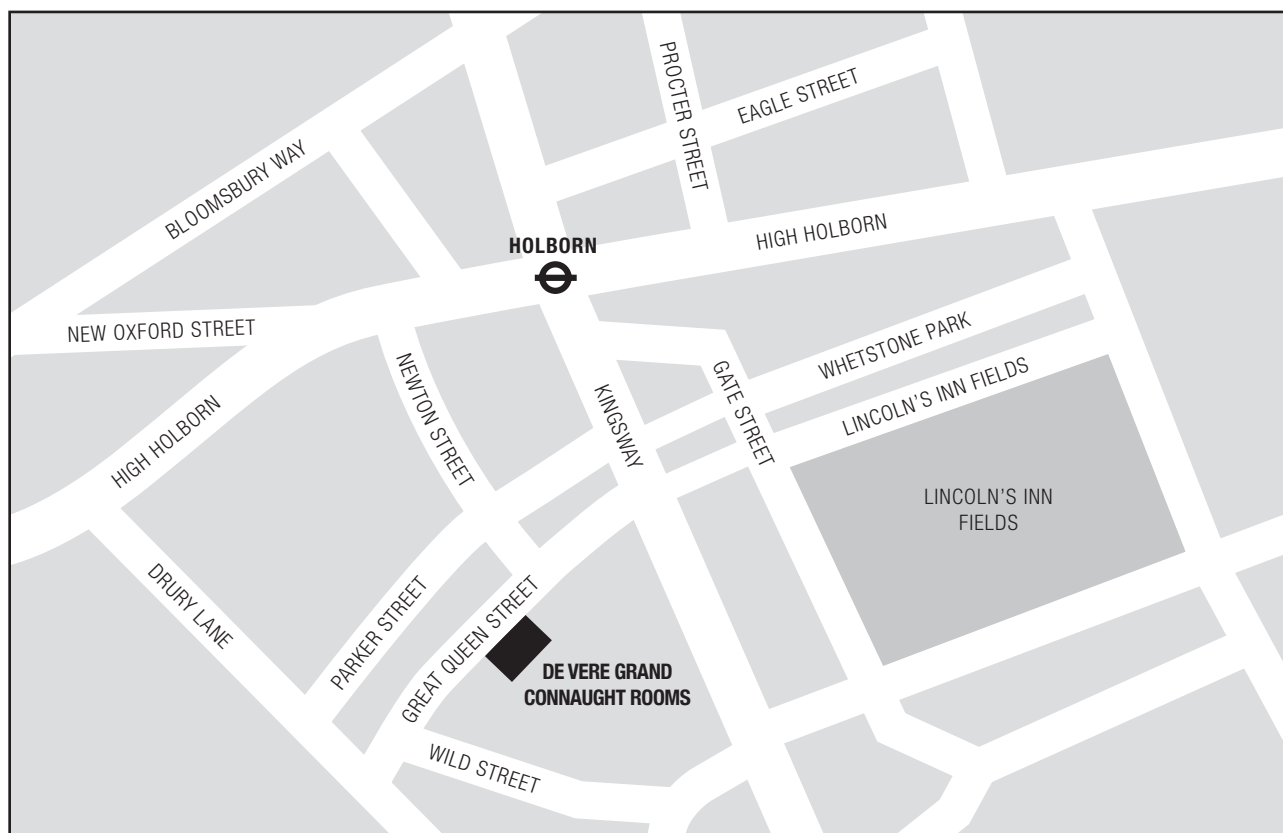 PROCTER STREET
EAGLE STREET
BLOOMSBURY WAY
HIGH HOLBORN
HOLBORN
NEW OXFORD STREET
WHETSTONE PARK
NEWTON STREET
GATE STREET
LINCOLN'S INN FIELDS
KINGSWAY
HIGH HOLBORN
LINCOLN'S INN
FIELDS
DRURY LANE
PARKER STREET
GREAT QUEEN STREET
DE VERE GRAND
CONNAUGHT ROOMS
WILD STREET